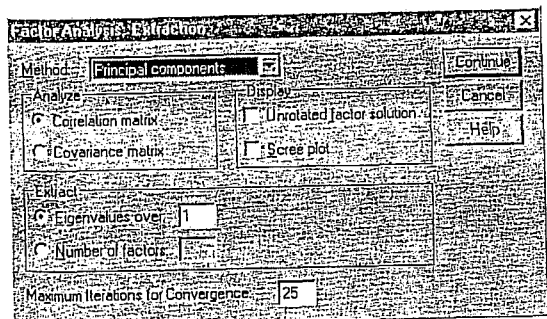 Factor Analysis: Extraction
Method: Principal components
Continue
Analyze
Correlation matrix
Covariance matrix
Display
Unrotated factor solution
Scree plot
Cancel
Help
Extract
Eigenvalues over: 1
Number of factors:
Maximum Iterations for Convergence: 25